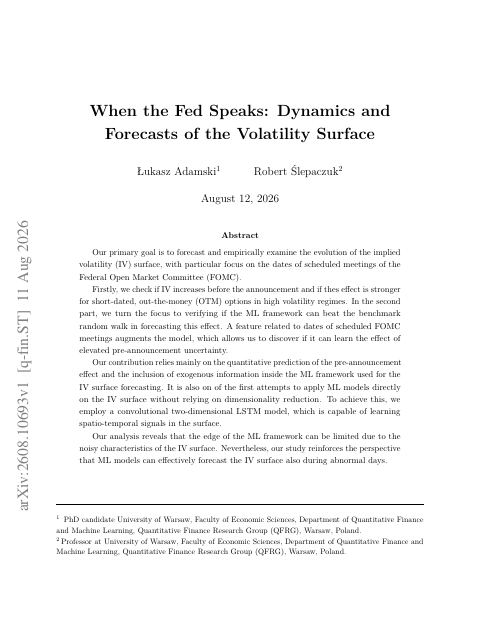 When the Fed Speaks: Dynamics and
Forecasts of the Volatility Surface
Łukasz Adamski¹ Robert Ślepaczuk²
August 12, 2026
Abstract
Our primary goal is to forecast and empirically examine the evolution of the implied
volatility (IV) surface, with particular focus on the dates of scheduled meetings of the
Federal Open Market Committee (FOMC).
Firstly, we check if IV increases before the announcement and if thes effect is stronger
for short-dated, out-the-money (OTM) options in high volatility regimes. In the second
part, we turn the focus to verifying if the ML framework can beat the benchmark
random walk in forecasting this effect. A feature related to dates of scheduled FOMC
meetings augments the model, which allows us to discover if it can learn the effect of
elevated pre-announcement uncertainty.
Our contribution relies mainly on the quantitative prediction of the pre-announcement
effect and the inclusion of exogenous information inside the ML framework used for the
IV surface forecasting. It is also on of the first attempts to apply ML models directly
on the IV surface without relying on dimensionality reduction. To achieve this, we
employ a convolutional two-dimensional LSTM model, which is capable of learning
spatio-temporal signals in the surface.
Our analysis reveals that the edge of the ML framework can be limited due to the
noisy characteristics of the IV surface. Nevertheless, our study reinforces the perspective
that ML models can effectively forecast the IV surface also during abnormal days.
¹ PhD candidate University of Warsaw, Faculty of Economic Sciences, Department of Quantitative Finance
and Machine Learning, Quantitative Finance Research Group (QFRG), Warsaw, Poland.
² Professor at University of Warsaw, Faculty of Economic Sciences, Department of Quantitative Finance and
Machine Learning, Quantitative Finance Research Group (QFRG), Warsaw, Poland.
arXiv:2608.10693v1 [q-fin.ST] 11 Aug 2026